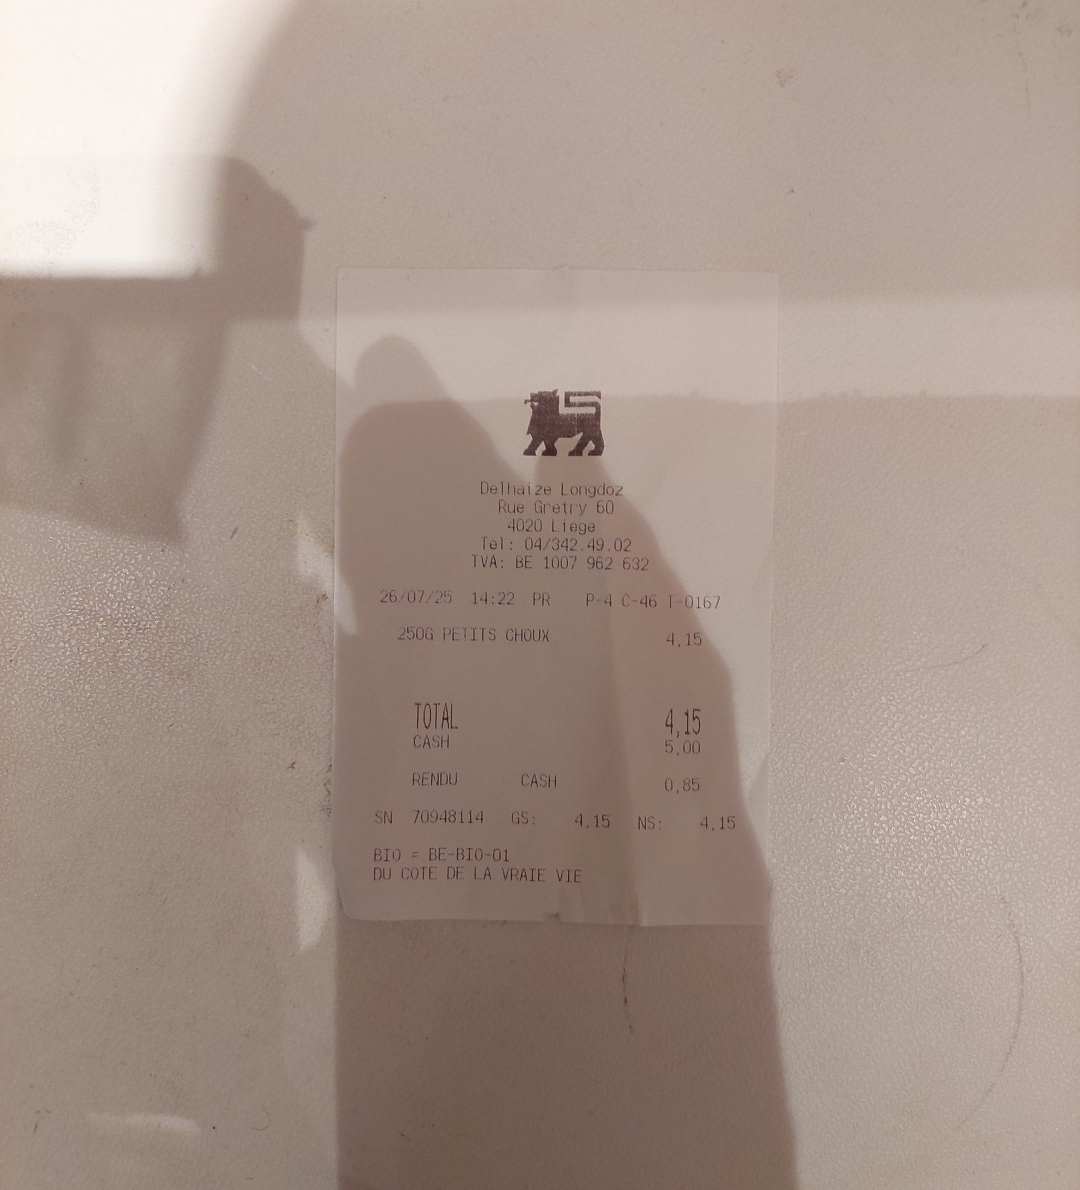 Delhaize Longdoz
Rue Gretry 60
4020 Liege
Tel: 04/342.49.02
TVA: BE 1007 962 632
26/07/25 14:22 PR P-4 C-46 T-0167
250G PETITS CHOUX 4,15
TOTAL 4,15
CASH 5,00
RENDU CASH 0,85
SN 70948114 GS: 4,15 NS: 4,15
BIO = BE-BIO-01
DU COTE DE LA VRAIE VIE